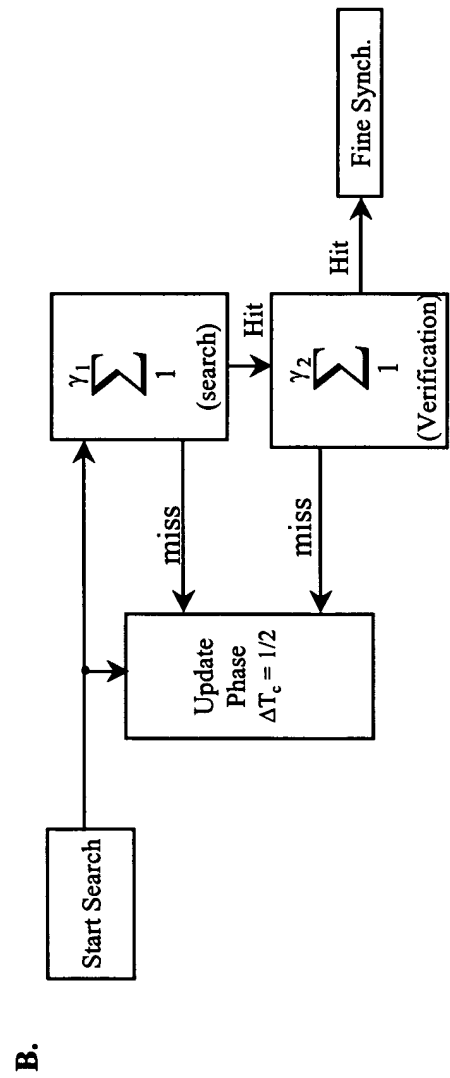 B.
Start Search
Update
Phase
ΔT_c = 1/2
miss
miss
γ_1
∑
1
(search)
Hit
γ_2
∑
1
(Verification)
Hit
Fine Synch.